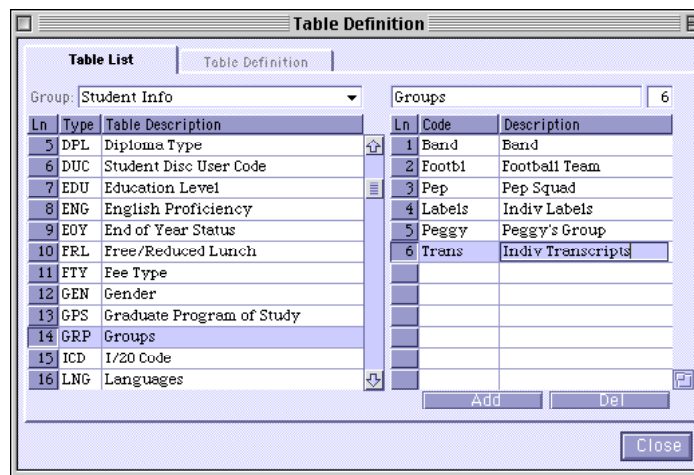 Table Definition
Table List
Table Definition
Group: Student Info
Groups 6
Ln Type Table Description
5 DPL Diploma Type
6 DUC Student Disc User Code
7 EDU Education Level
8 ENG English Proficiency
9 EOY End of Year Status
10 FRL Free/Reduced Lunch
11 FTY Fee Type
12 GEN Gender
13 GPS Graduate Program of Study
14 GRP Groups
15 ICD I/20 Code
16 LNG Languages
Ln Code Description
1 Band Band
2 Footbl Football Team
3 Pep Pep Squad
4 Labels Indiv Labels
5 Peggy Peggy's Group
6 Trans Indiv Transcripts
Add Del
Close